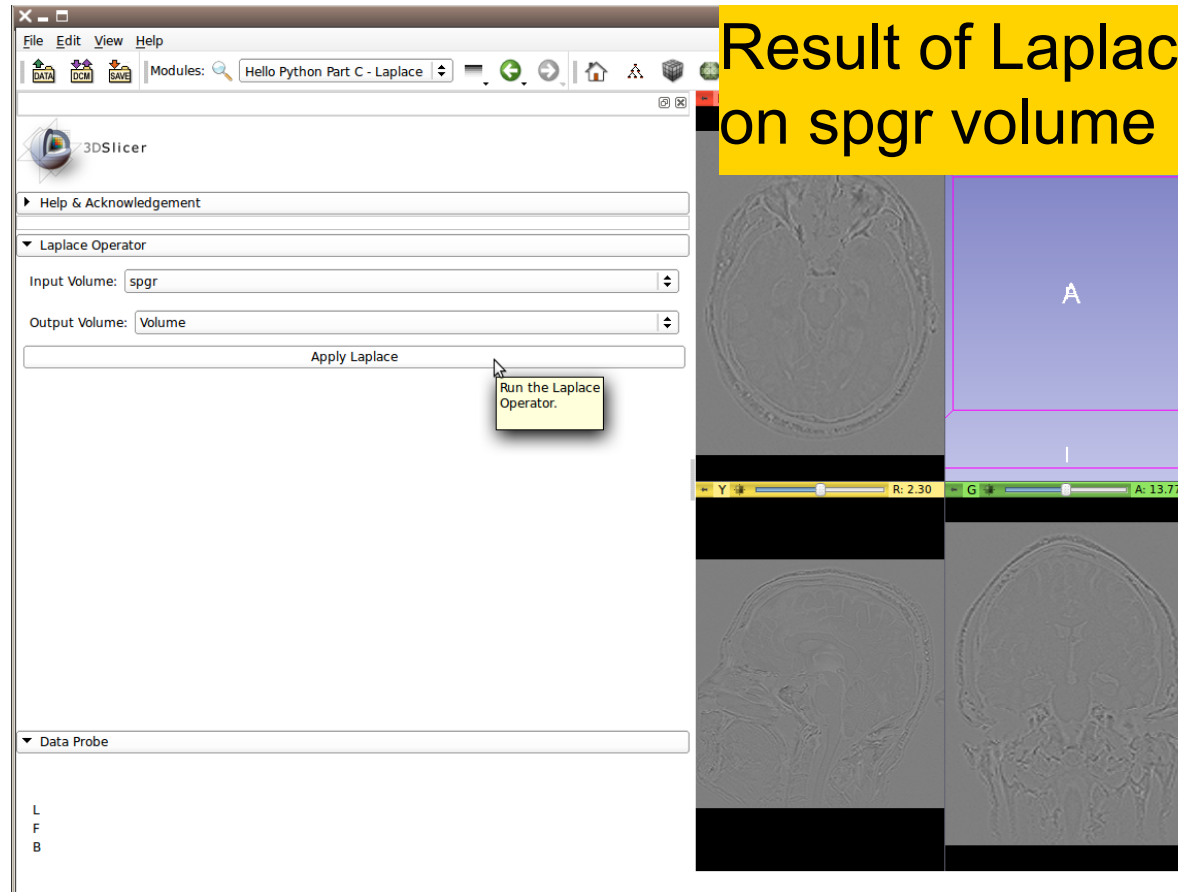 File Edit View Help
DATA DCM SAVE Modules: Hello Python Part C - Laplace
Result of Laplac
on spgr volume
3DSlicer
Help & Acknowledgement
Laplace Operator
Input Volume: spgr
Output Volume: Volume
Apply Laplace
Run the Laplace
Operator.
A
I
Y R: 2.30
G A: 13.77
Data Probe
L
F
B